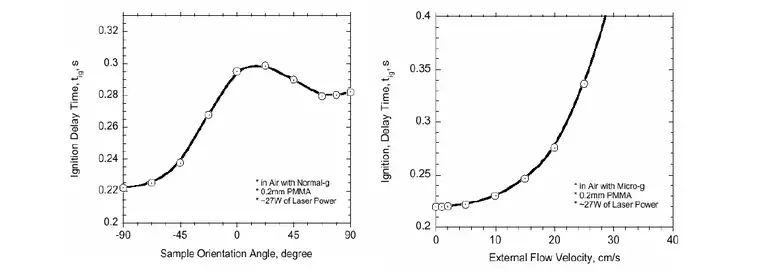 Ignition Delay Time, tig, s
0.32
0.3
0.28
0.26
0.24
0.22
0.2
-90
-45
0
45
90
Sample Orientation Angle, degree
* in Air with Normal-g
* 0.2mm PMMA
* ~27W of Laser Power
Ignition, Delay Time, tig, s
0.4
0.35
0.3
0.25
0.2
0
10
20
30
40
External Flow Velocity, cm/s
* in Air with Micro-g
* 0.2mm PMMA
* ~27W of Laser Power